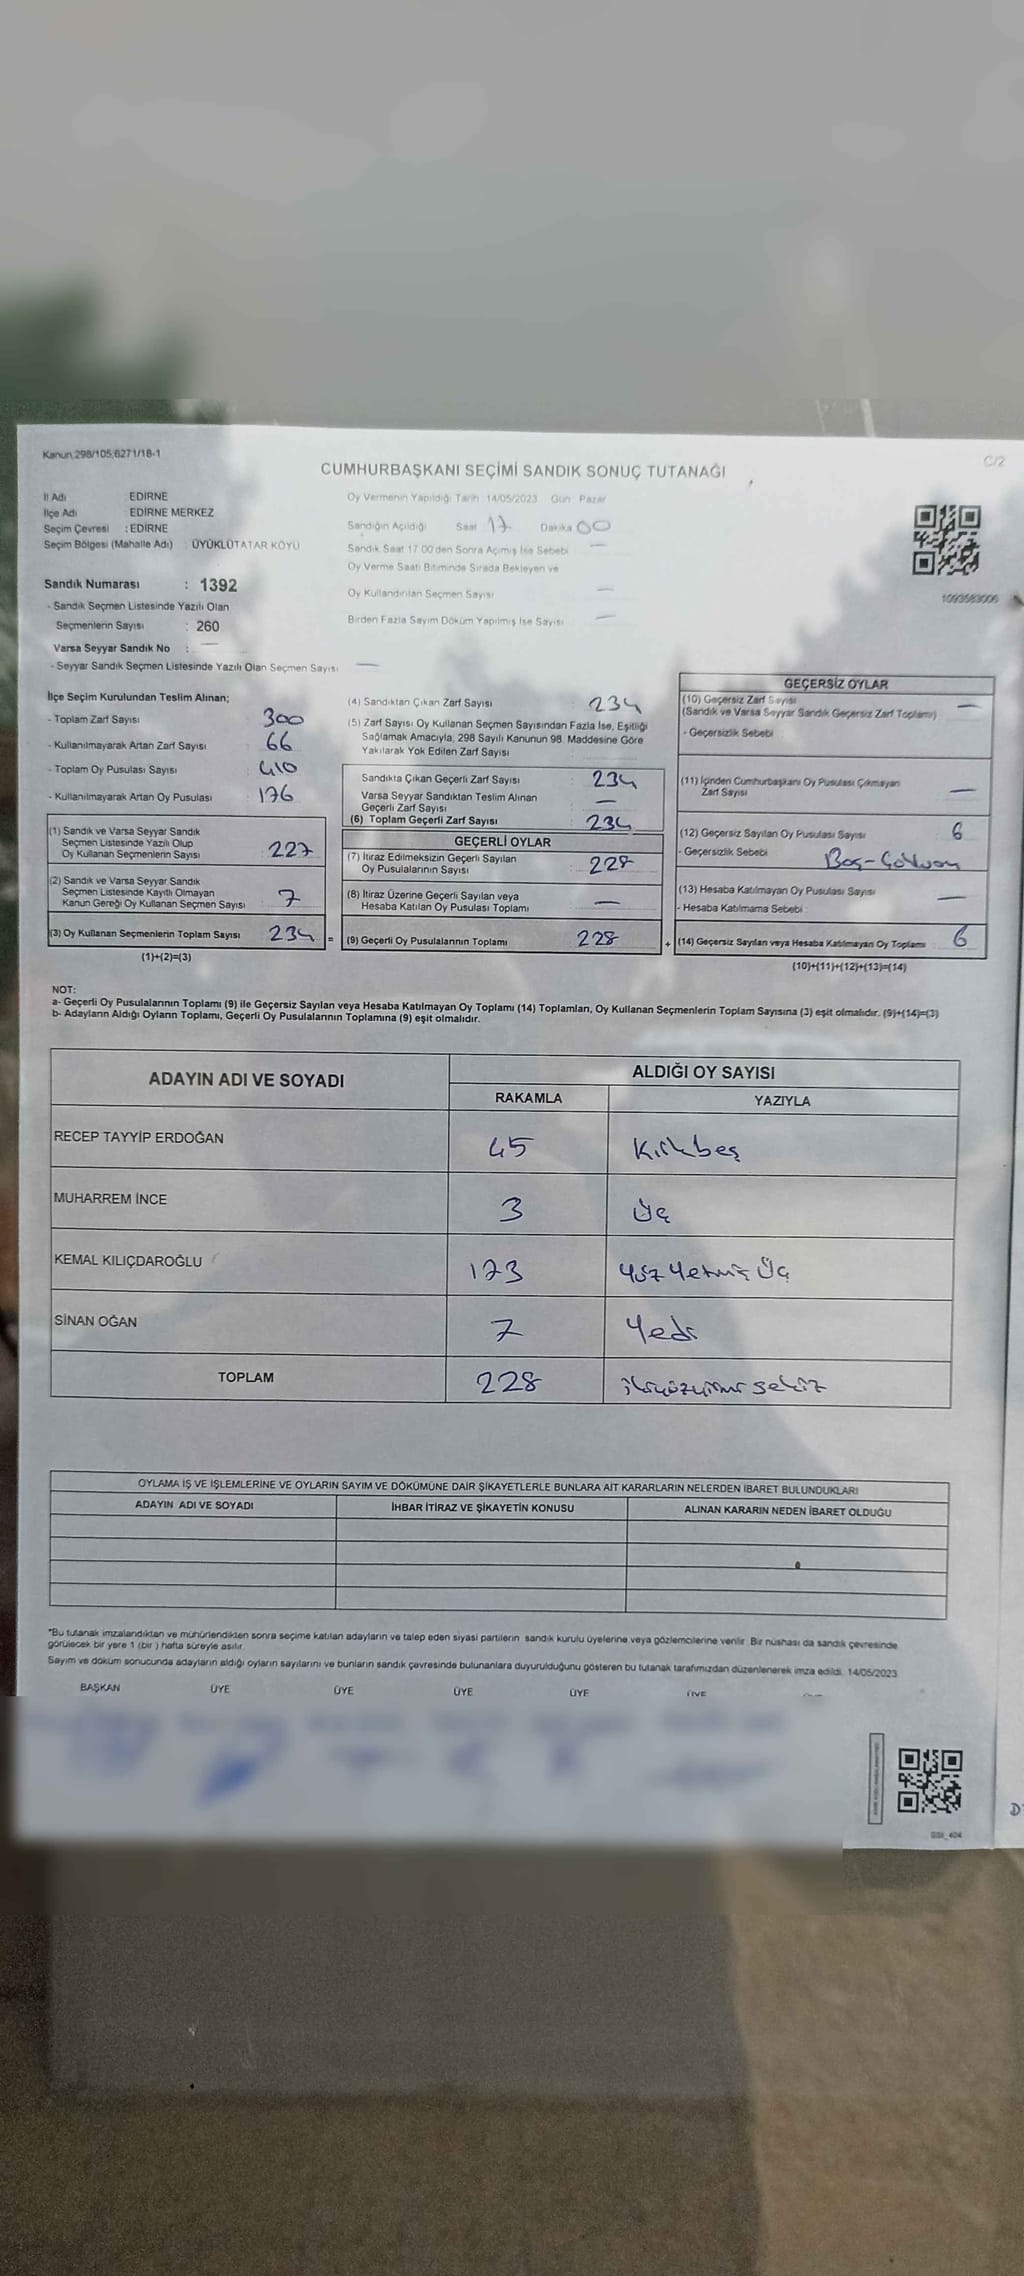 Kanun 298/105,6271/18-1
C/2
CUMHURBAŞKANI SEÇİMİ SANDIK SONUÇ TUTANAĞI
İl Adı EDİRNE
İlçe Adı EDİRNE MERKEZ
Seçim Çevresi : EDİRNE
Seçim Bölgesi (Mahalle Adı) : ÜYÜKLÜTATAR KÖYÜ
Oy Vermenin Yapıldığı Tarih : 14/05/2023 Gün : Pazar
Sandığın Açıldığı Saat 17 Dakika 00
Sandık Saat 17:00'den Sonra Açımış İse Sebebi —
Oy Verme Saati Bitiminde Sırada Bekleyen ve
Oy Kullandırılan Seçmen Sayısı —
Birden Fazla Sayım Döküm Yapılmış İse Sayısı —
1093583006
Sandık Numarası : 1392
- Sandık Seçmen Listesinde Yazılı Olan
Seçmenlerin Sayısı : 260
Varsa Seyyar Sandık No : —
- Seyyar Sandık Seçmen Listesinde Yazılı Olan Seçmen Sayısı —
İlçe Seçim Kurulundan Teslim Alınan;
- Toplam Zarf Sayısı 300
- Kullanılmayarak Artan Zarf Sayısı 66
- Toplam Oy Pusulası Sayısı 410
- Kullanılmayarak Artan Oy Pusulası 176
(1) Sandık ve Varsa Seyyar Sandık
Seçmen Listesinde Yazılı Olup
Oy Kullanan Seçmenlerin Sayısı : 227
(2) Sandık ve Varsa Seyyar Sandık
Seçmen Listesinde Kayıtlı Olmayan
Kanun Gereği Oy Kullanan Seçmen Sayısı : 7
(3) Oy Kullanan Seçmenlerin Toplam Sayısı : 234 =
(1)+(2)=(3)
(4) Sandıktan Çıkan Zarf Sayısı : 234
(5) Zarf Sayısı Oy Kullanan Seçmen Sayısından Fazla İse, Eşitliği
Sağlamak Amacıyla, 298 Sayılı Kanunun 98. Maddesine Göre
Yakılarak Yok Edilen Zarf Sayısı
Sandıkta Çıkan Geçerli Zarf Sayısı : 234
Varsa Seyyar Sandıktan Teslim Alınan
Geçerli Zarf Sayısı —
(6) Toplam Geçerli Zarf Sayısı : 234
GEÇERLİ OYLAR
(7) İtiraz Edilmeksizin Geçerli Sayılan
Oy Pusulalarının Sayısı : 228
(8) İtiraz Üzerine Geçerli Sayılan veya
Hesaba Katılan Oy Pusulası Toplamı —
(9) Geçerli Oy Pusulalarının Toplamı : 228 +
GEÇERSİZ OYLAR
(10) Geçersiz Zarf Sayısı —
(Sandık ve Varsa Seyyar Sandık Geçersiz Zarf Toplamı)
- Geçersizlik Sebebi
(11) İçinden Cumhurbaşkanı Oy Pusulası Çıkmayan
Zarf Sayısı —
(12) Geçersiz Sayılan Oy Pusulası Sayısı 6
- Geçersizlik Sebebi Boş-
(13) Hesaba Katılmayan Oy Pusulası Sayısı —
- Hesaba Katılmama Sebebi :
(14) Geçersiz Sayılan veya Hesaba Katılmayan Oy Toplamı 6
(10)+(11)+(12)+(13)=(14)
NOT:
a- Geçerli Oy Pusulalarının Toplamı (9) ile Geçersiz Sayılan veya Hesaba Katılmayan Oy Toplamı (14) Toplamları, Oy Kullanan Seçmenlerin Toplam Sayısına (3) eşit olmalıdır. (9)+(14)=(3)
b- Adayların Aldığı Oyların Toplamı, Geçerli Oy Pusulalarının Toplamına (9) eşit olmalıdır.
ADAYIN ADI VE SOYADI ALDIĞI OY SAYISI
RAKAMLA YAZIYLA
RECEP TAYYİP ERDOĞAN 45 Kırkbeş
MUHARREM İNCE 3 Üç
KEMAL KILIÇDAROĞLU 173 Yüz Yetmiş Üç
SİNAN OĞAN 7 Yedi
TOPLAM 228 ikiyüzyirmi sekiz
OYLAMA İŞ VE İŞLEMLERİNE VE OYLARIN SAYIM VE DÖKÜMÜNE DAİR ŞİKAYETLERLE BUNLARA AİT KARARLARIN NELERDEN İBARET BULUNDUKLARI
ADAYIN ADI VE SOYADI İHBAR İTİRAZ VE ŞİKAYETİN KONUSU ALINAN KARARIN NEDEN İBARET OLDUĞU
*Bu tutanak imzalandıktan ve mühürlendikten sonra seçime katılan adayların ve talep eden siyasi partilerin sandık kurulu üyelerine veya gözlemcilerine verilir. Bir nüshası da sandık çevresinde
görülecek bir yere 1 (bir ) hafta süreyle asılır.
Sayım ve döküm sonucunda adayların aldığı oyların sayılarını ve bunların sandık çevresinde bulunanlara duyurulduğunu gösteren bu tutanak tarafımızdan düzenlenerek imza edildi. 14/05/2023
BAŞKAN ÜYE ÜYE ÜYE ÜYE ÜYE